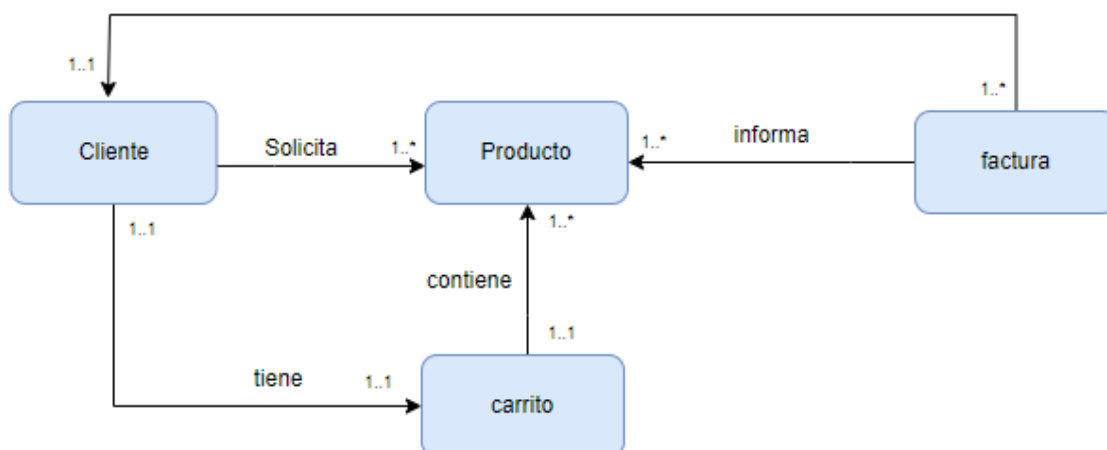 1..1
1..*
Cliente
Solicita
1..*
Producto
1..*
informa
factura
1..1
1..*
contiene
1..1
tiene
1..1
carrito